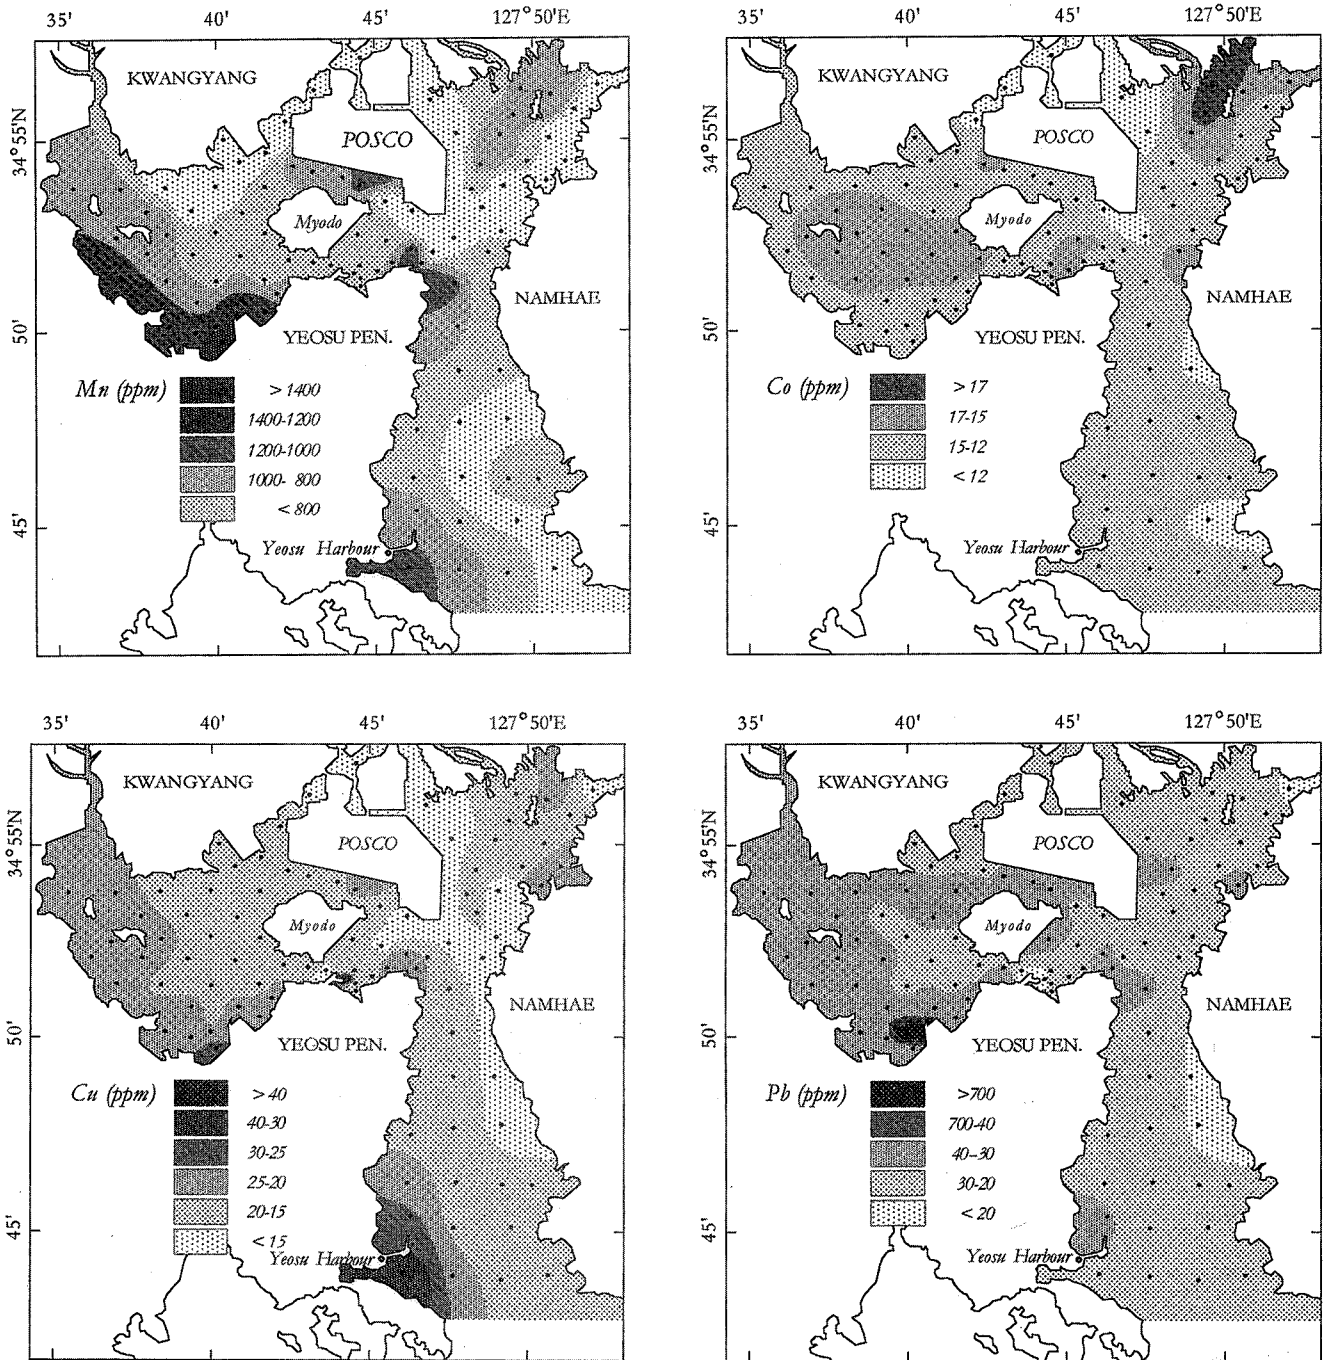 35' 40' 45' 127°50'E
KWANGYANG
POSCO
34°55'N
Myodo
NAMHAE
50'
YEOSU PEN.
Mn (ppm)
> 1400
1400-1200
1200-1000
1000- 800
< 800
45'
Yeosu Harbour
35' 40' 45' 127°50'E
KWANGYANG
POSCO
34°55'N
Myodo
NAMHAE
50'
YEOSU PEN.
Co (ppm)
> 17
17-15
15-12
< 12
45'
Yeosu Harbour
35' 40' 45' 127°50'E
KWANGYANG
POSCO
34°55'N
Myodo
NAMHAE
50'
YEOSU PEN.
Cu (ppm)
> 40
40-30
30-25
25-20
20-15
< 15
45'
Yeosu Harbour
35' 40' 45' 127°50'E
KWANGYANG
POSCO
34°55'N
Myodo
NAMHAE
50'
YEOSU PEN.
Pb (ppm)
>700
700-40
40-30
30-20
< 20
45'
Yeosu Harbour